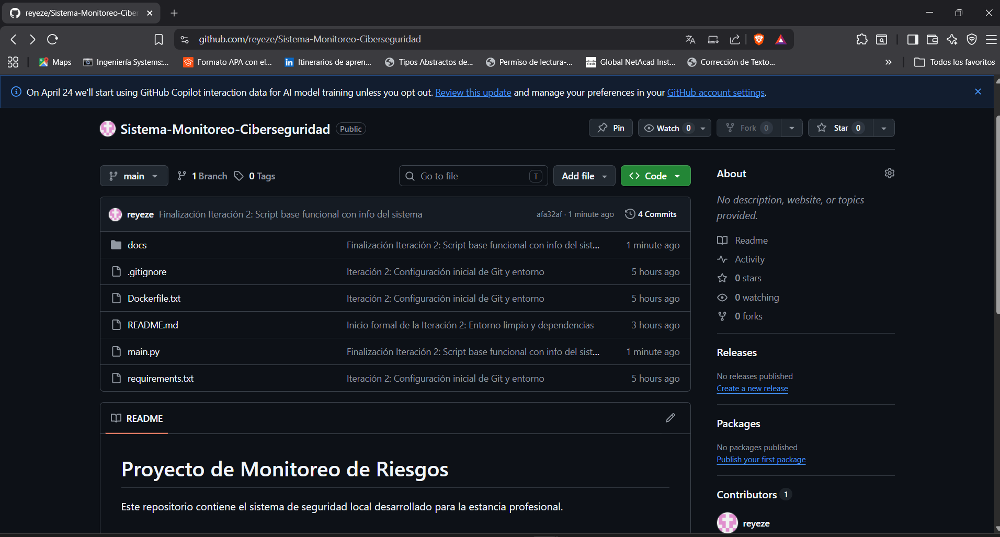 reyeze/Sistema-Monitoreo-Ciber
github.com/reyeze/Sistema-Monitoreo-Ciberseguridad
Maps
Ingeniería Systems:...
Formato APA con el...
Itinerarios de apren...
Tipos Abstractos de...
Permiso de lectura-...
Global NetAcad Inst...
Corrección de Texto...
Todos los favoritos
On April 24 we'll start using GitHub Copilot interaction data for AI model training unless you opt out. Review this update and manage your preferences in your GitHub account settings.
Sistema-Monitoreo-Ciberseguridad Public
Pin
Watch 0
Fork 0
Star 0
main
1 Branch
0 Tags
Go to file T
Add file
Code
reyeze Finalización Iteración 2: Script base funcional con info del sistema afa32af · 1 minute ago 4 Commits
docs Finalización Iteración 2: Script base funcional con info del sist... 1 minute ago
.gitignore Iteración 2: Configuración inicial de Git y entorno 5 hours ago
Dockerfile.txt Iteración 2: Configuración inicial de Git y entorno 5 hours ago
README.md Inicio formal de la Iteración 2: Entorno limpio y dependencias 3 hours ago
main.py Finalización Iteración 2: Script base funcional con info del sist... 1 minute ago
requirements.txt Iteración 2: Configuración inicial de Git y entorno 5 hours ago
README
Proyecto de Monitoreo de Riesgos
Este repositorio contiene el sistema de seguridad local desarrollado para la estancia profesional.
About
No description, website, or topics
provided.
Readme
Activity
0 stars
0 watching
0 forks
Releases
No releases published
Create a new release
Packages
No packages published
Publish your first package
Contributors 1
reyeze